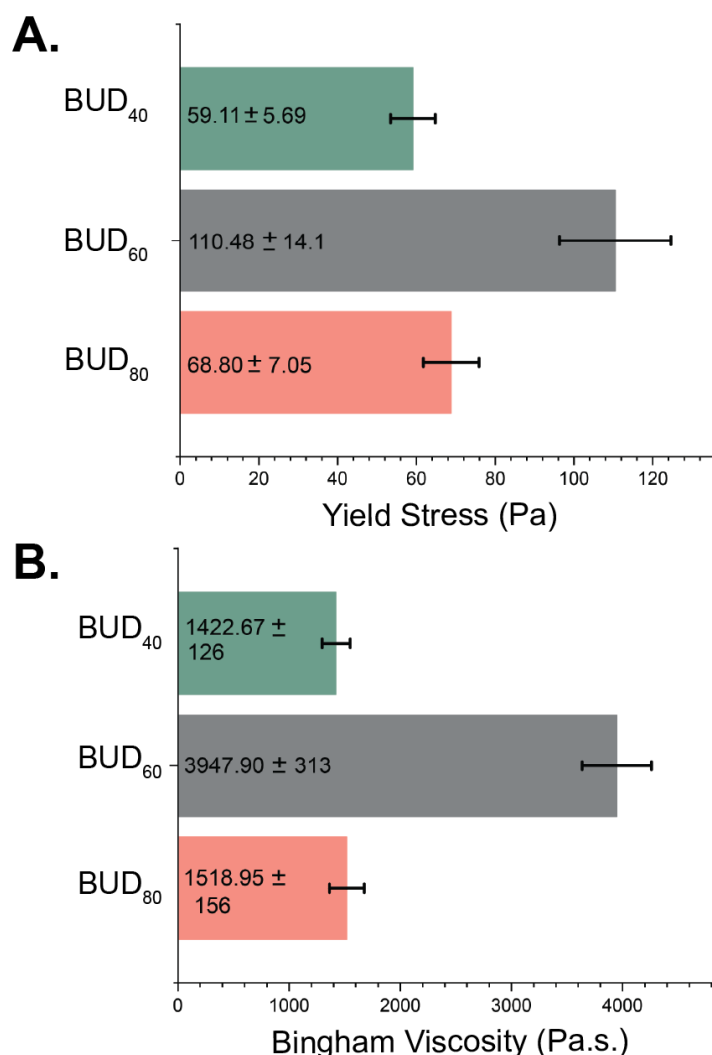 A.
BUD40
59.11 ± 5.69
BUD60
110.48 ± 14.1
BUD80
68.80 ± 7.05
0 20 40 60 80 100 120
Yield Stress (Pa)
B.
BUD40
1422.67 ±
126
BUD60
3947.90 ± 313
BUD80
1518.95 ±
156
0 1000 2000 3000 4000
Bingham Viscosity (Pa.s.)